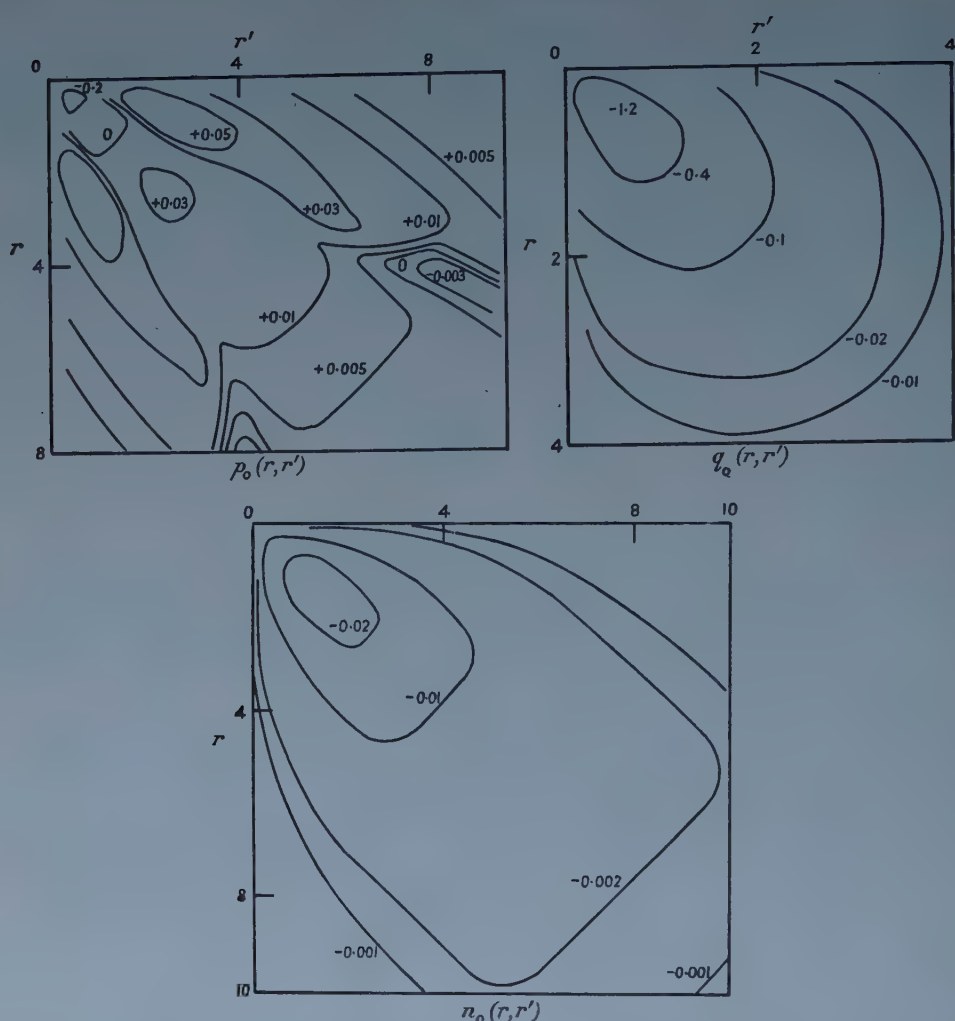 r'
0 4 8
-0.2
0
+0.05
+0.005
+0.03
+0.03
+0.01
r
4
0
-0.003
+0.01
+0.005
8
p₀(r,r')
r'
0 2 4
-1.2
-0.4
-0.1
r
2
-0.02
-0.01
4
q₀(r,r')
0 4 8 10
-0.02
-0.01
4
r
-0.002
8
-0.001
-0.001
10
n₀(r,r')